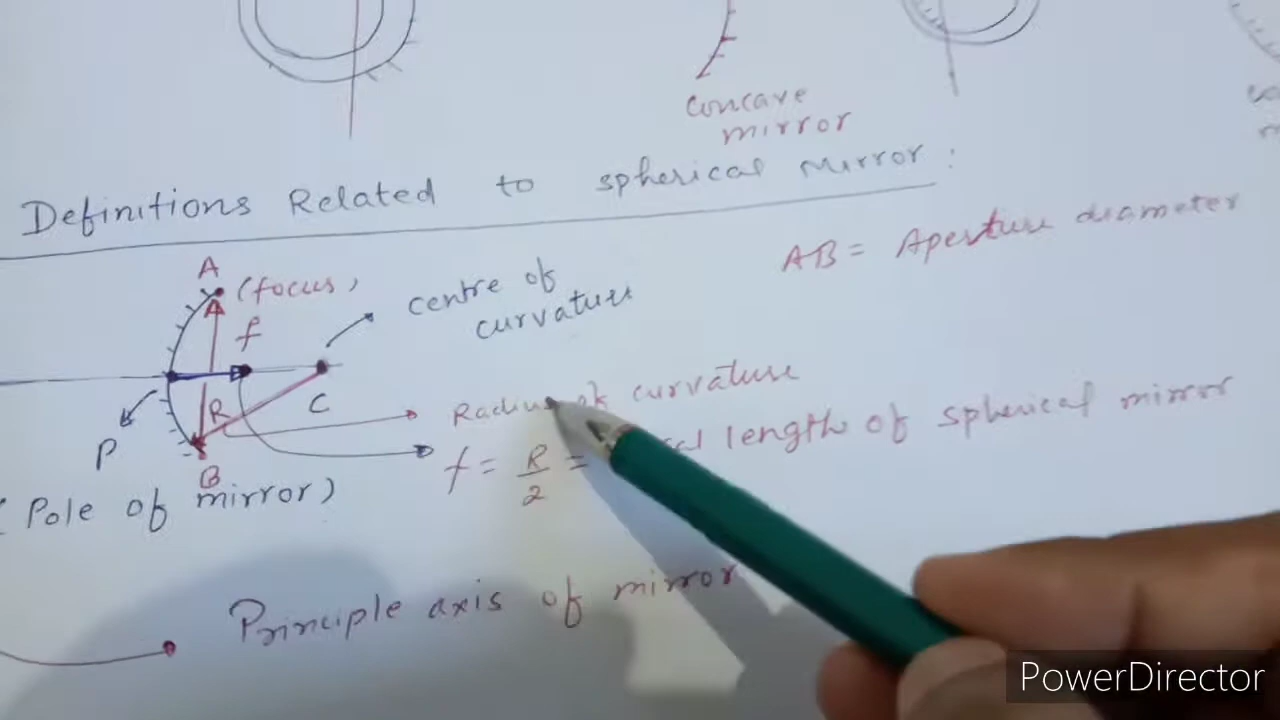 concave
mirror
Definitions Related to spherical Mirror :
AB = Aperture diameter
A
(focus,
f
centre of
curvature
R
C
P
B
Radius of curvature
f = R/2 = length of spherical mirror
(Pole of mirror)
Principle axis of mirror
PowerDirector